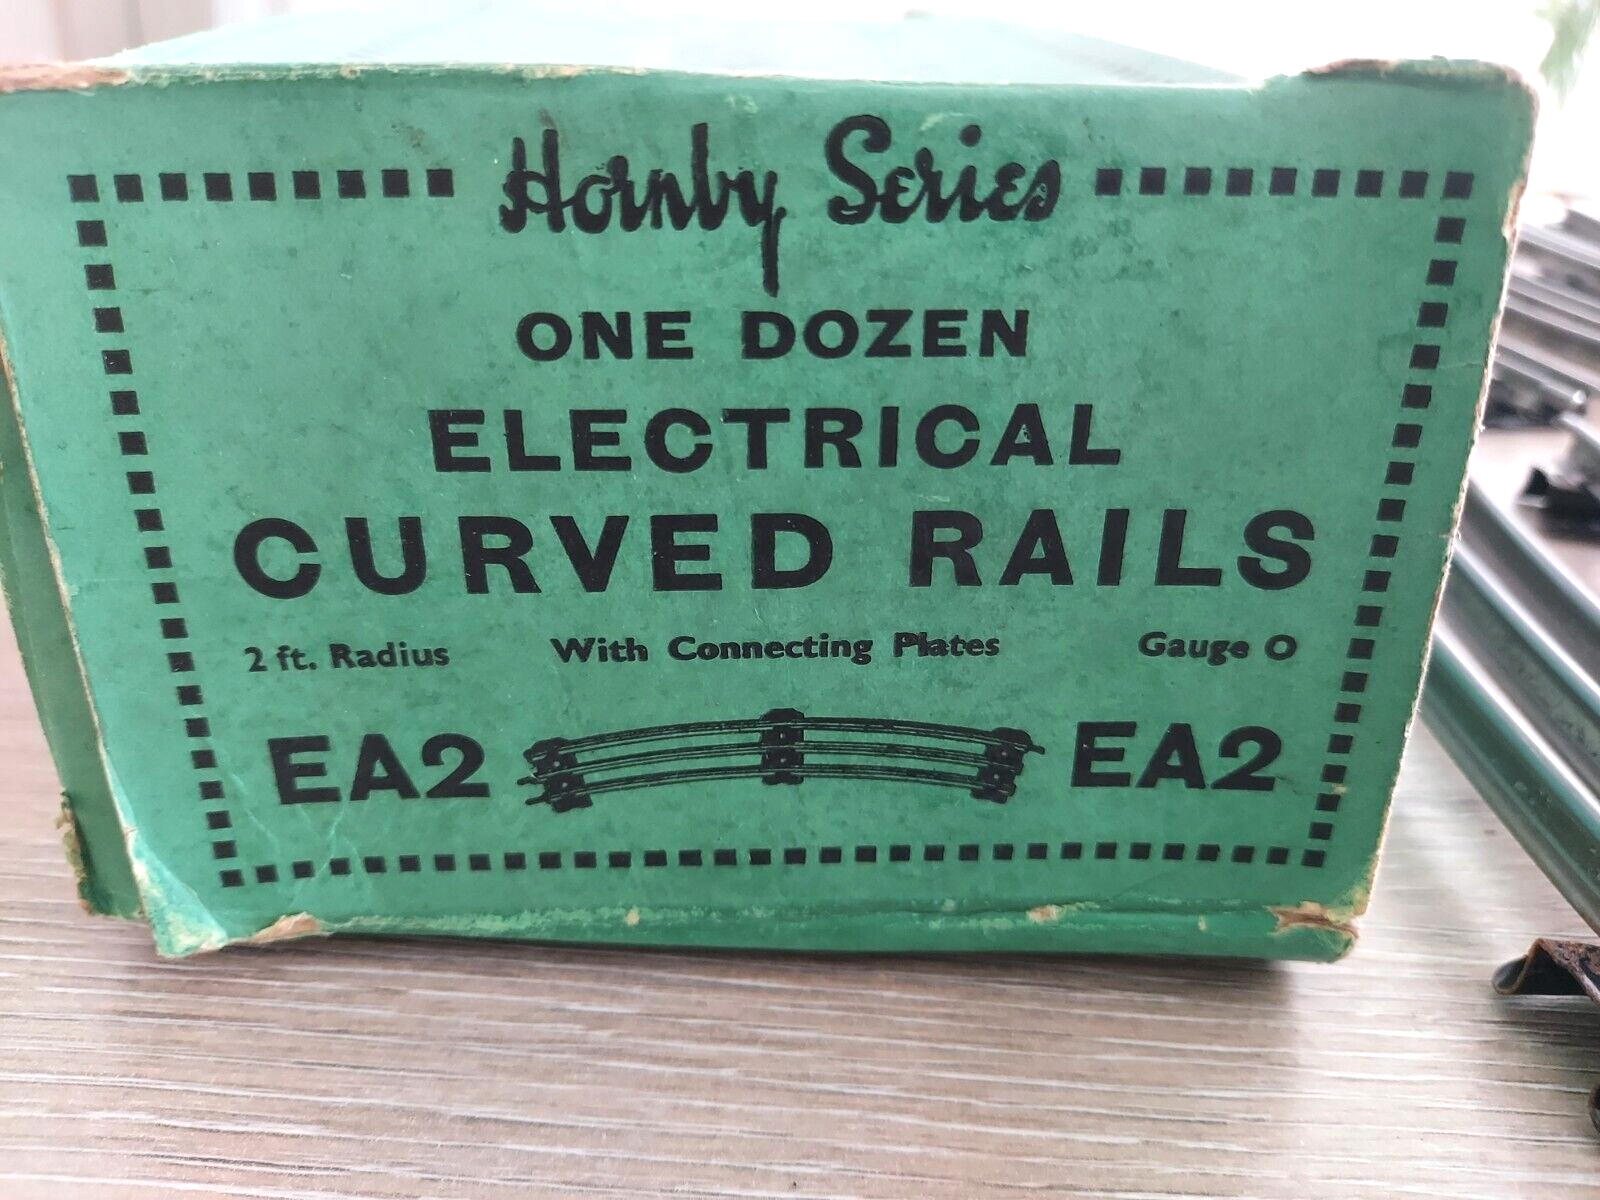 Hornby Series
ONE DOZEN
ELECTRICAL
CURVED RAILS
2 ft. Radius With Connecting Plates Gauge O
EA2 EA2